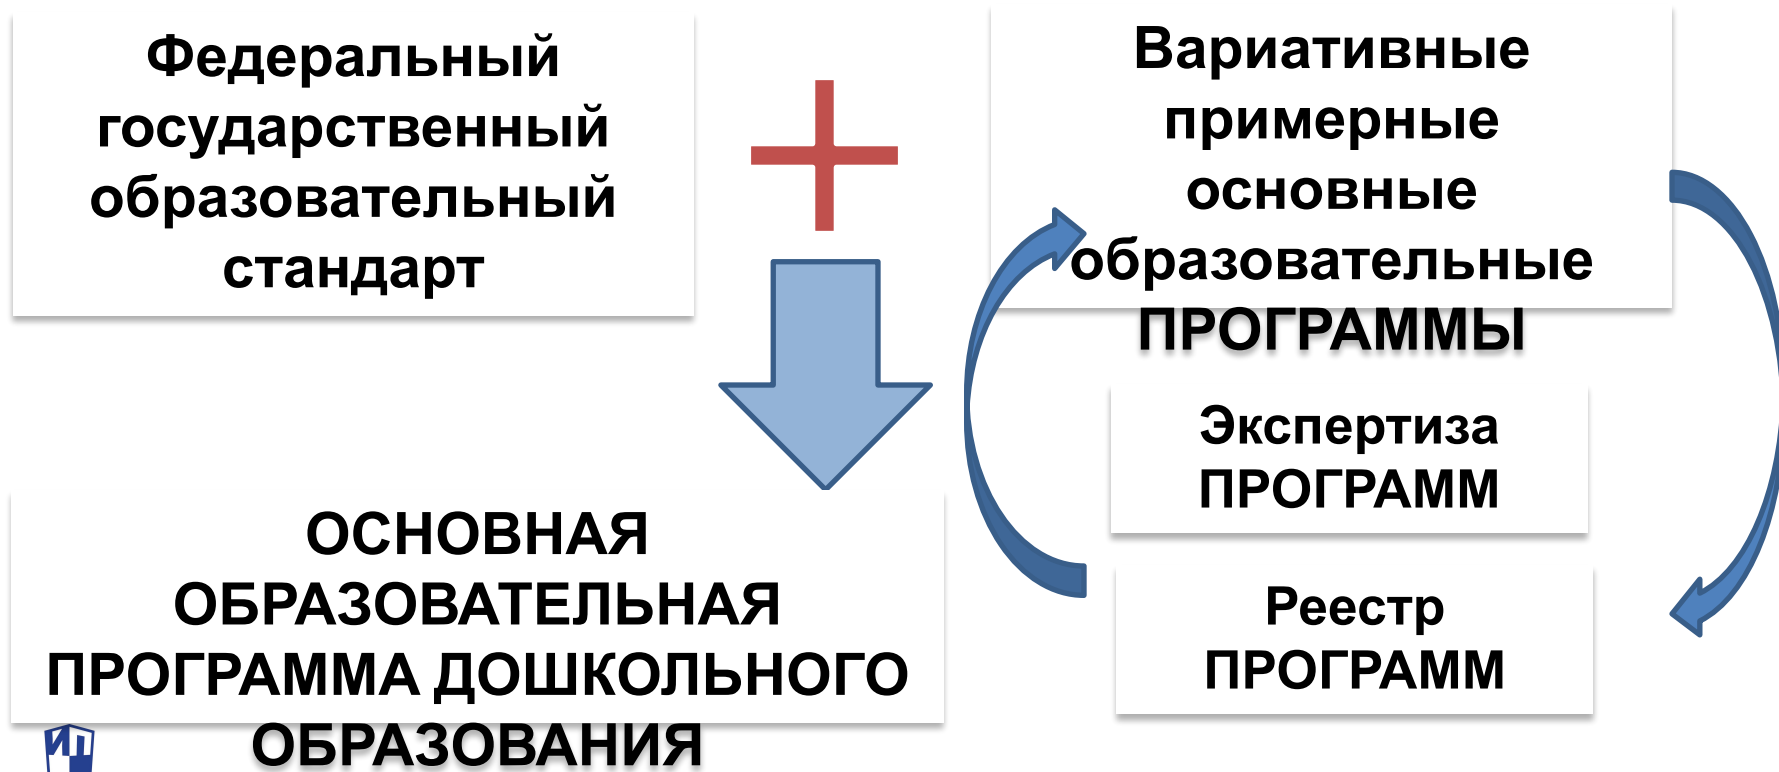 Федеральный
государственный
образовательный
стандарт
Вариативные
примерные
основные
образовательные
ПРОГРАММЫ
Экспертиза
ПРОГРАММ
Реестр
ПРОГРАММ
ОСНОВНАЯ
ОБРАЗОВАТЕЛЬНАЯ
ПРОГРАММА ДОШКОЛЬНОГО
ОБРАЗОВАНИЯ